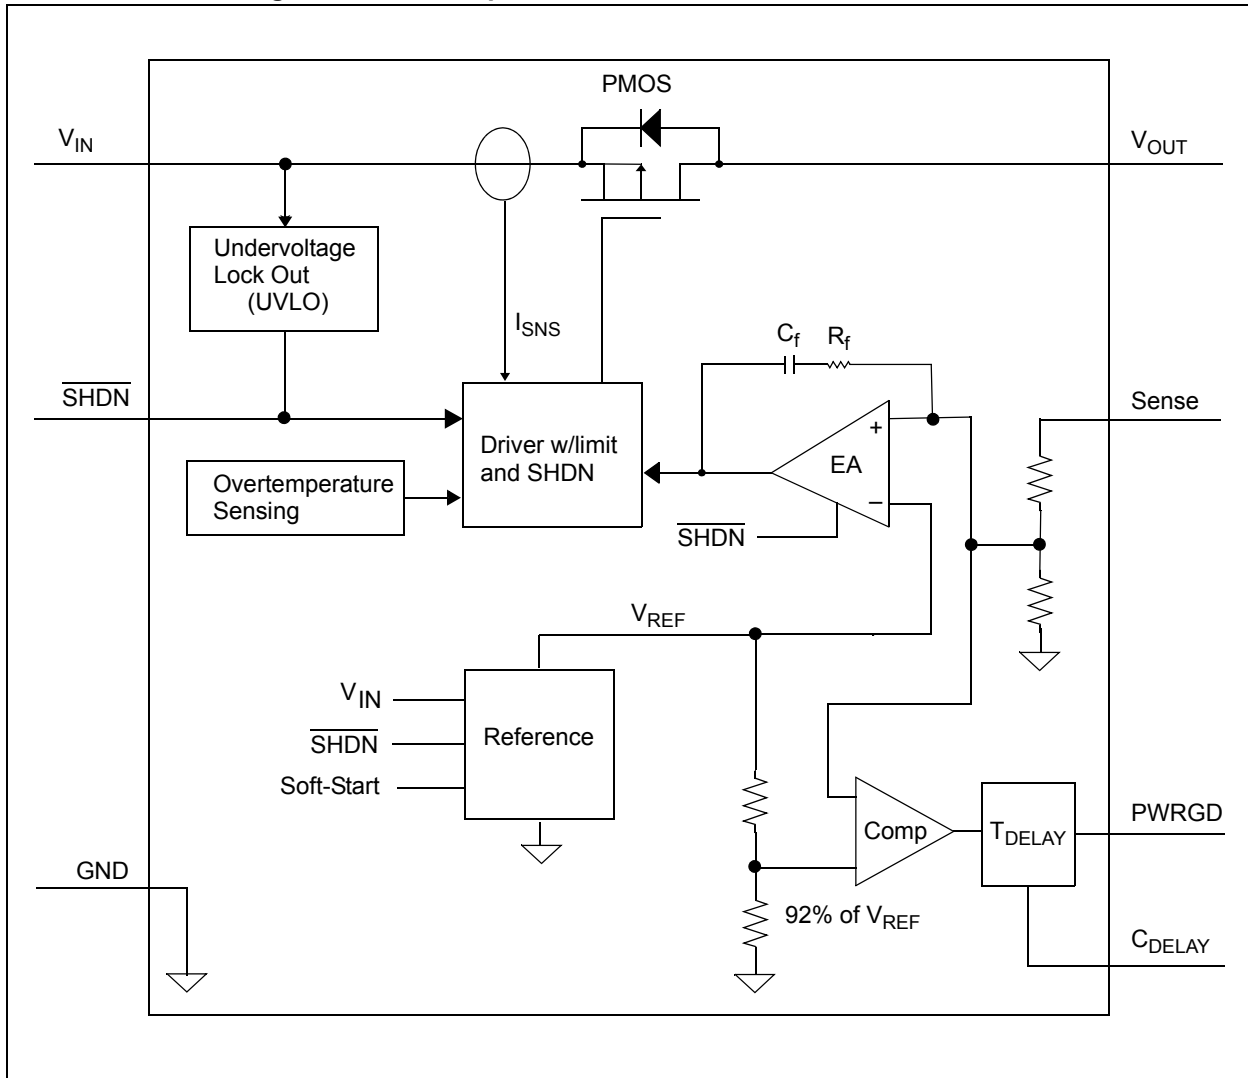 PMOS
V_IN
V_OUT
Undervoltage
Lock Out
(UVLO)
I_SNS
C_f
R_f
SHDN
Sense
+
EA
−
Driver w/limit
and SHDN
Overtemperature
Sensing
SHDN
V_REF
V_IN
SHDN
Soft-Start
Reference
Comp
T_DELAY
PWRGD
GND
92% of V_REF
C_DELAY